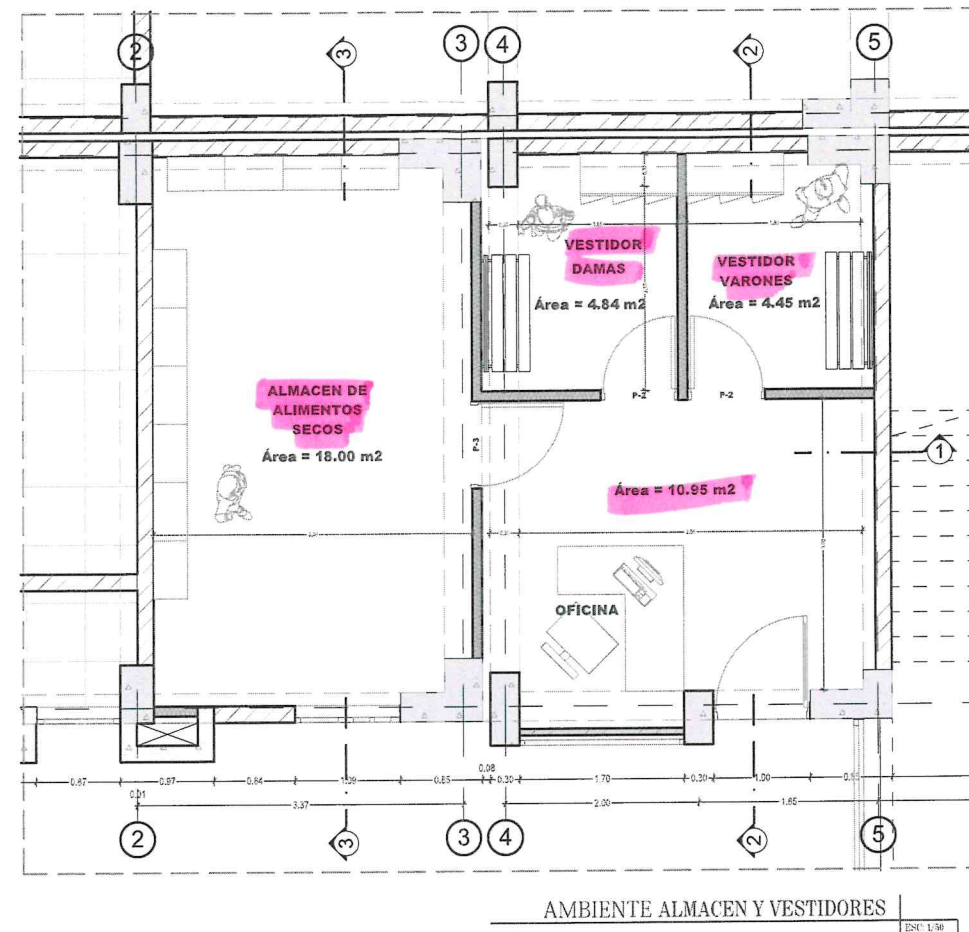 2
3
3
4
2
5
VESTIDOR
DAMAS
Área = 4.84 m2
VESTIDOR
VARONES
Área = 4.45 m2
ALMACEN DE
ALIMENTOS
SECOS
Área = 18.00 m2
P-2
P-2
P-3
1
Área = 10.95 m2
OFICINA
0.97
0.84
0.85
0.08
0.30
1.70
0.30
1.00
0.01
3.37
2.00
1.65
2
3
3
4
2
5
AMBIENTE ALMACEN Y VESTIDORES
ESC: 1/50